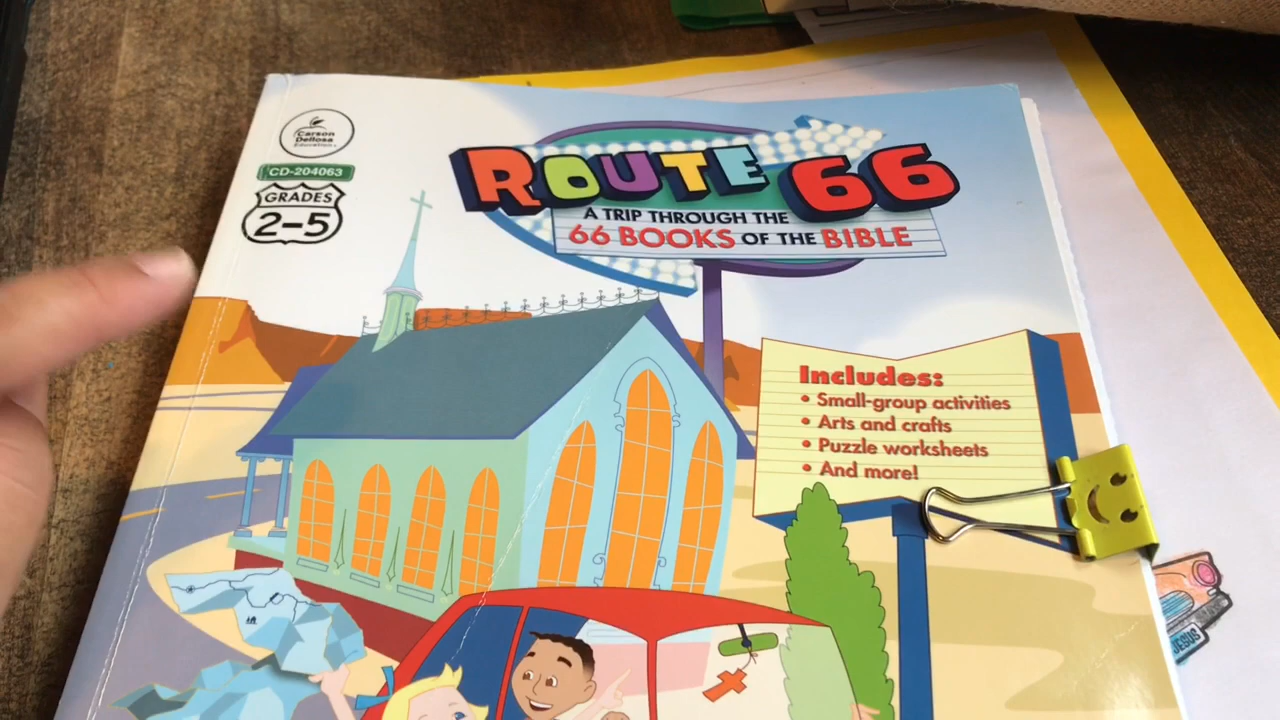 Carson
Dellosa
Education
CD-204063
GRADES
2–5
ROUTE 66
A TRIP THROUGH THE
66 BOOKS OF THE BIBLE
Includes:
• Small-group activities
• Arts and crafts
• Puzzle worksheets
• And more!
JESUS